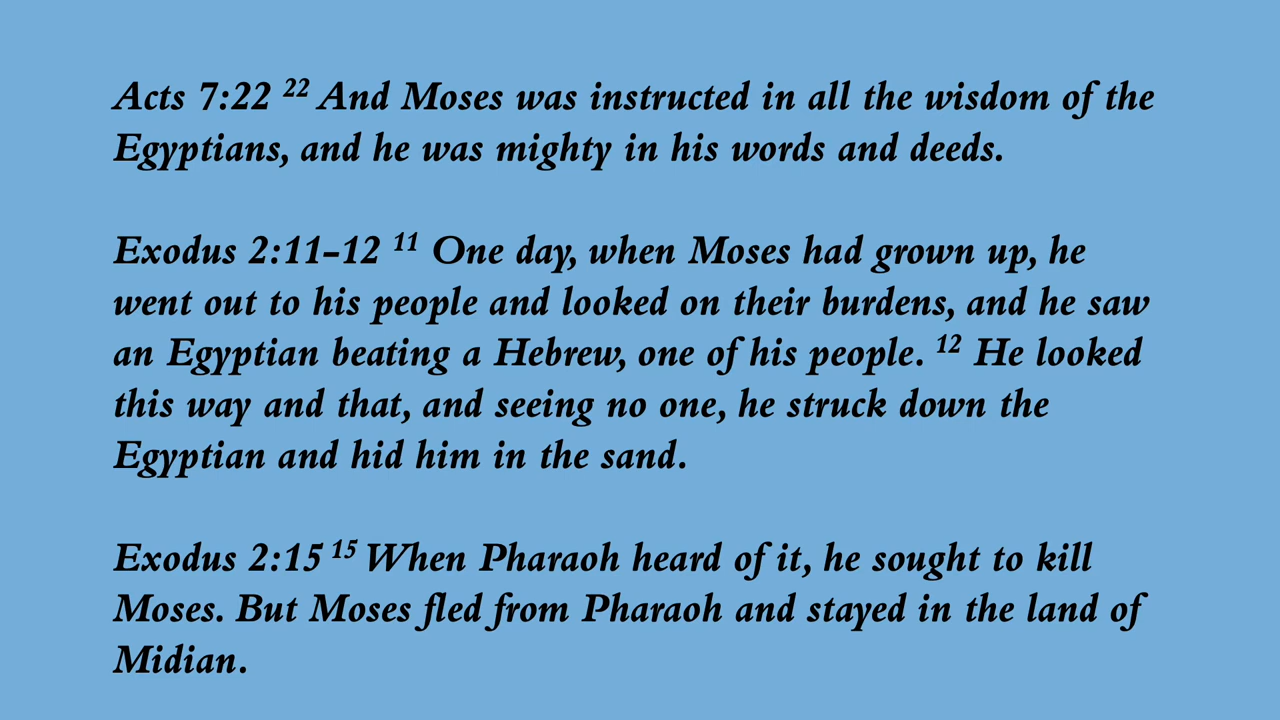 Acts 7:22 22 And Moses was instructed in all the wisdom of the
Egyptians, and he was mighty in his words and deeds.
Exodus 2:11-12 11 One day, when Moses had grown up, he
went out to his people and looked on their burdens, and he saw
an Egyptian beating a Hebrew, one of his people. 12 He looked
this way and that, and seeing no one, he struck down the
Egyptian and hid him in the sand.
Exodus 2:15 15 When Pharaoh heard of it, he sought to kill
Moses. But Moses fled from Pharaoh and stayed in the land of
Midian.